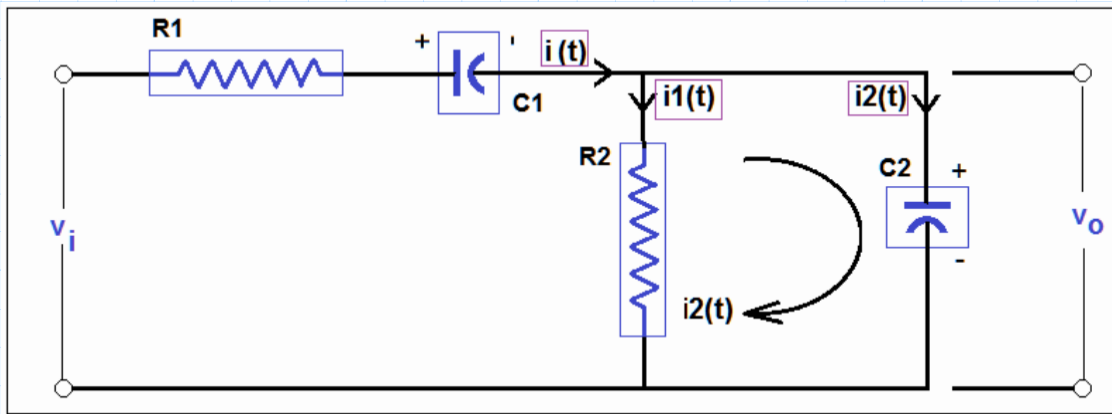 R1
+
-
i(t)
C1
i1(t)
i2(t)
R2
C2
+
-
vi
vo
i2(t)